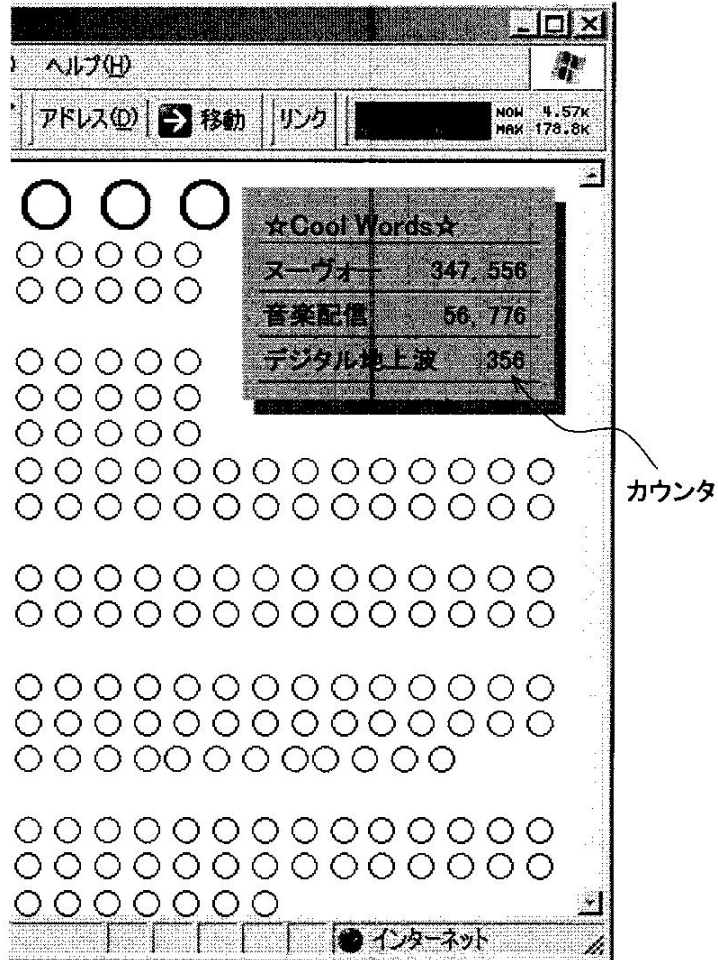 ヘルプ(H)
アドレス(D) 移動 リンク NOW 4.57K
MAX 178.8K
☆Cool Words☆
ヌーヴォー 347,556
音楽配信 56,776
デジタル地上波 356
カウンタ
インターネット